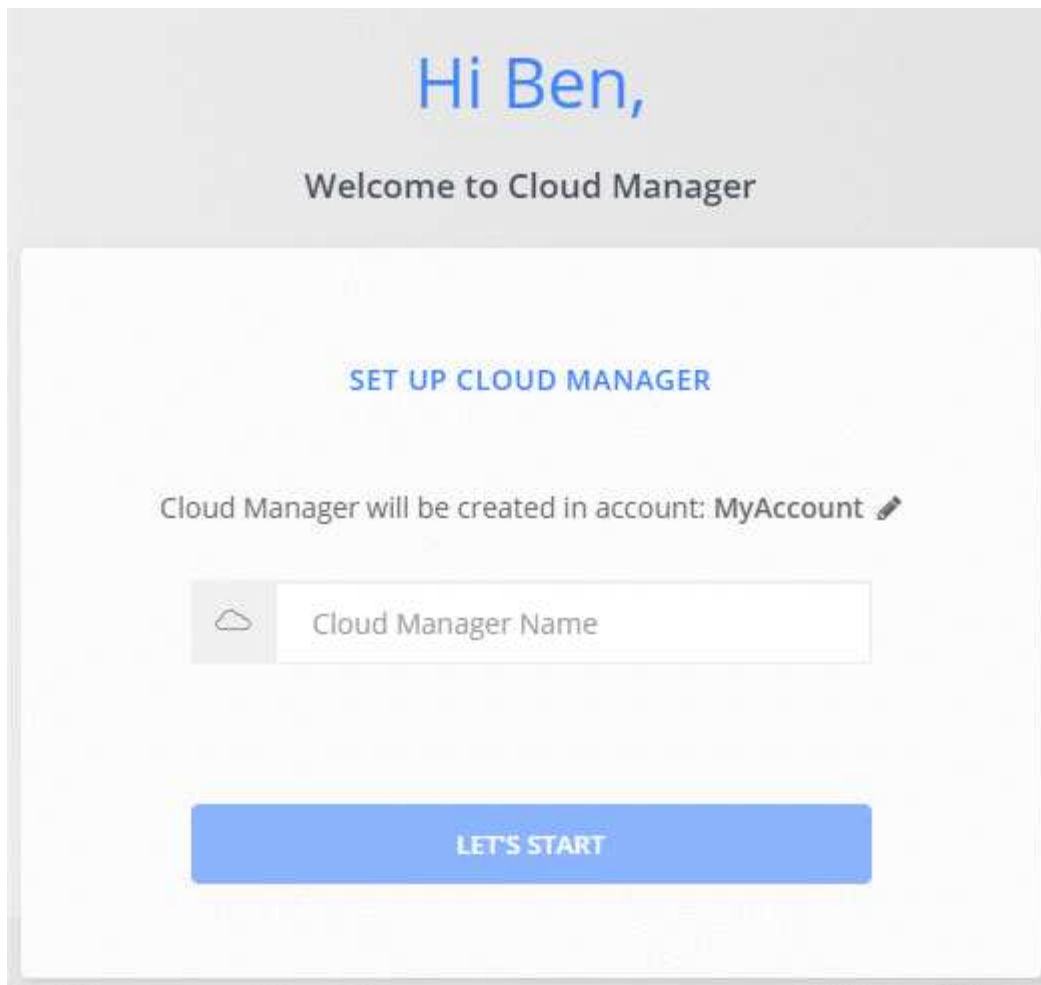 Hi Ben,
Welcome to Cloud Manager
SET UP CLOUD MANAGER
Cloud Manager will be created in account: MyAccount
Cloud Manager Name
LET'S START